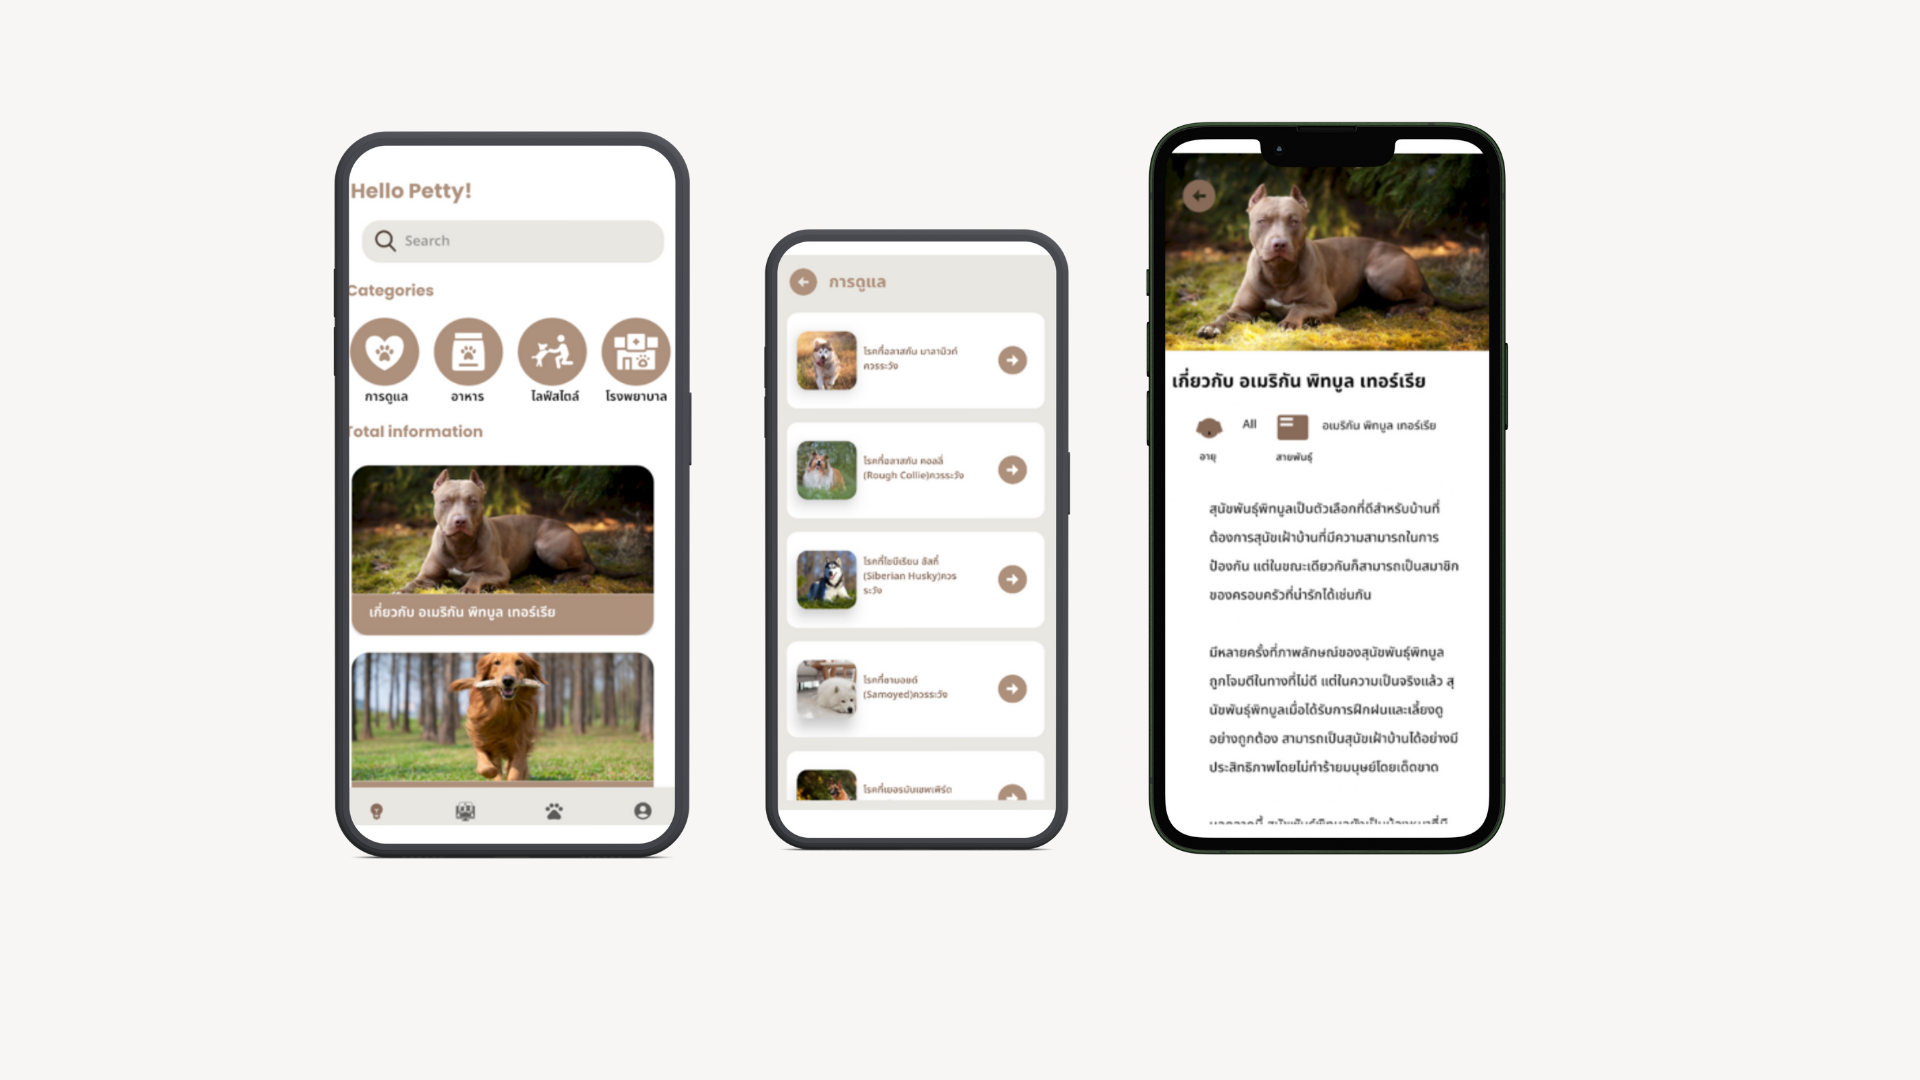 Hello Petty!
Search
Categories
การดูแล
อาหาร
ไลฟ์สไตล์
โรงพยาบาล
Total information
เกี่ยวกับ อเมริกัน พิทบูล เทอร์เรีย
การดูแล
โรคที่อลาสกัน มาลามิวท์
ควรระวัง
โรคที่อลาสกัน คอลลี่
(Rough Collie)ควรระวัง
โรคที่ไซบีเรียน ฮัสกี้
(Siberian Husky)ควร
ระวัง
โรคที่ซามอยด์
(Samoyed)ควรระวัง
โรคที่เยอรมันเชพเพิร์ด
เกี่ยวกับ อเมริกัน พิทบูล เทอร์เรีย
All
อเมริกัน พิทบูล เทอร์เรีย
อายุ
สายพันธุ์
สุนัขพันธุ์พิทบูลเป็นตัวเลือกที่ดีสำหรับบ้านที่
ต้องการสุนัขเฝ้าบ้านที่มีความสามารถในการ
ป้องกัน แต่ในขณะเดียวกันก็สามารถเป็นสมาชิก
ของครอบครัวที่น่ารักได้เช่นกัน
มีหลายครั้งที่ภาพลักษณ์ของสุนัขพันธุ์พิทบูล
ถูกโจมตีในทางที่ไม่ดี แต่ในความเป็นจริงแล้ว สุ
นัขพันธุ์พิทบูลเมื่อได้รับการฝึกฝนและเลี้ยงดู
อย่างถูกต้อง สามารถเป็นสุนัขเฝ้าบ้านได้อย่างมี
ประสิทธิภาพโดยไม่ทำร้ายมนุษย์โดยเด็ดขาด